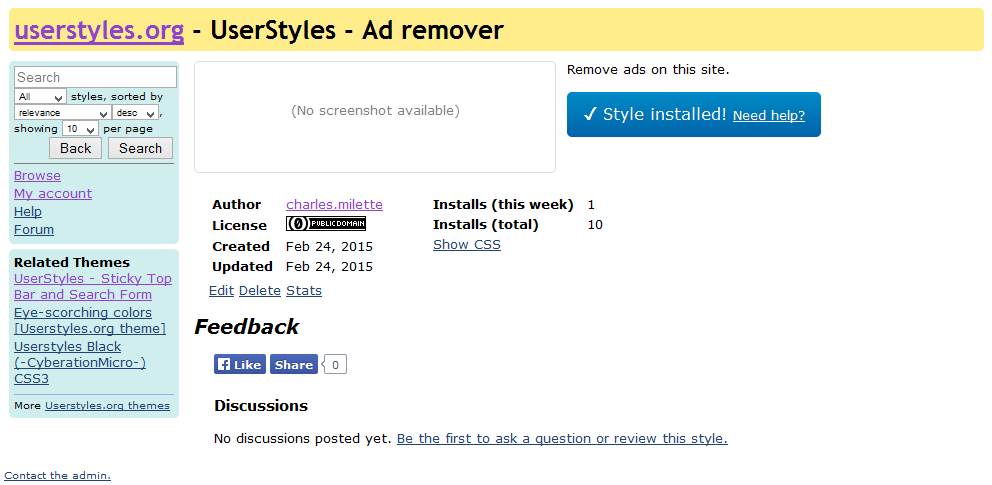 userstyles.org - UserStyles - Ad remover
Search
All styles, sorted by
relevance desc ,
showing 10 per page
Back Search
Browse
My account
Help
Forum
Related Themes
UserStyles - Sticky Top
Bar and Search Form
Eye-scorching colors
[Userstyles.org theme]
Userstyles Black
(-CyberationMicro-)
CSS3
More Userstyles.org themes
(No screenshot available)
Remove ads on this site.
✓ Style installed! Need help?
Author charles.milette
License (0) PUBLIC DOMAIN
Created Feb 24, 2015
Updated Feb 24, 2015
Edit Delete Stats
Installs (this week) 1
Installs (total) 10
Show CSS
Feedback
Like Share 0
Discussions
No discussions posted yet. Be the first to ask a question or review this style.
Contact the admin.